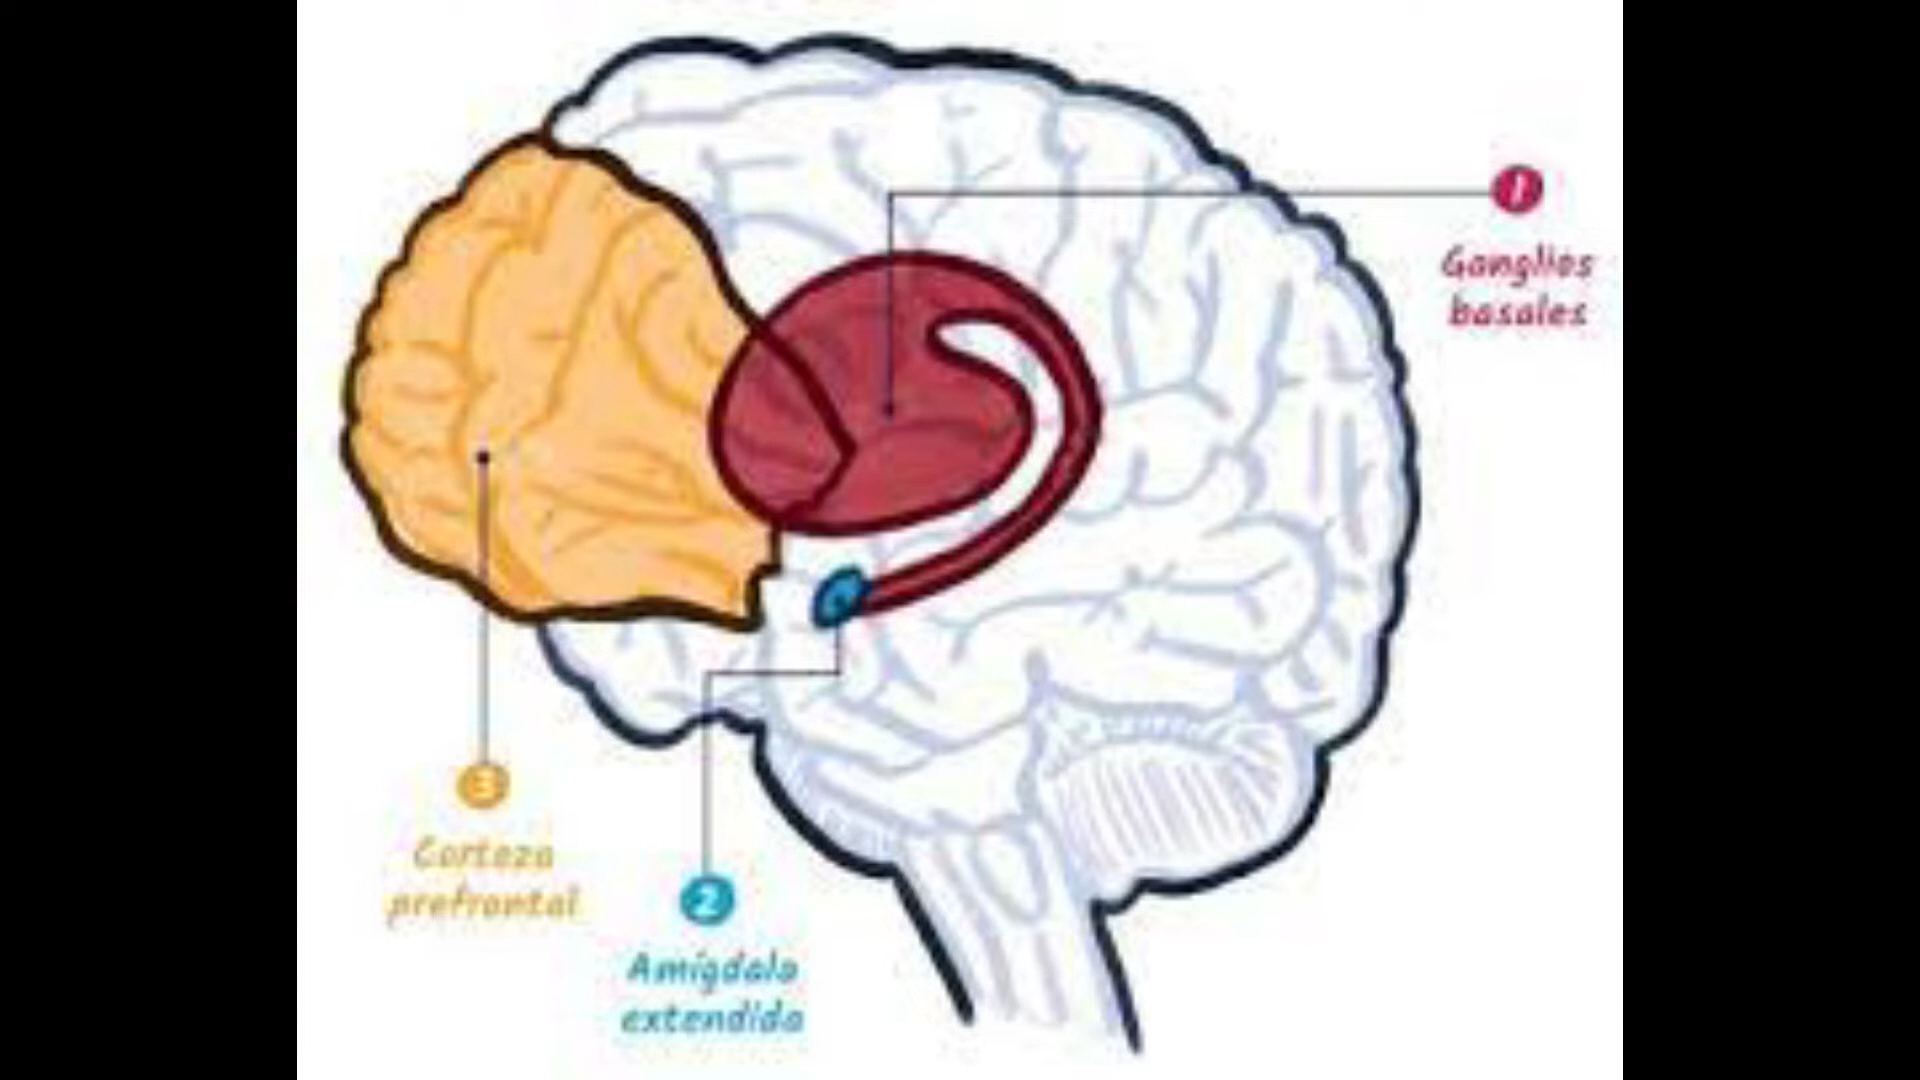 1
Ganglios
basales
3
Corteza
prefrontal
2
Amígdala
extendida